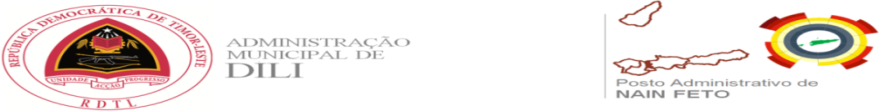 REPÚBLICA DEMOCRÁTICA DE TIMOR-LESTE
UNIDADE ACÇÃO PROGRESSO
RDTL
ADMINISTRAÇÃO
MUNICIPAL DE
DILI
Posto Administrativo de
NAIN FETO